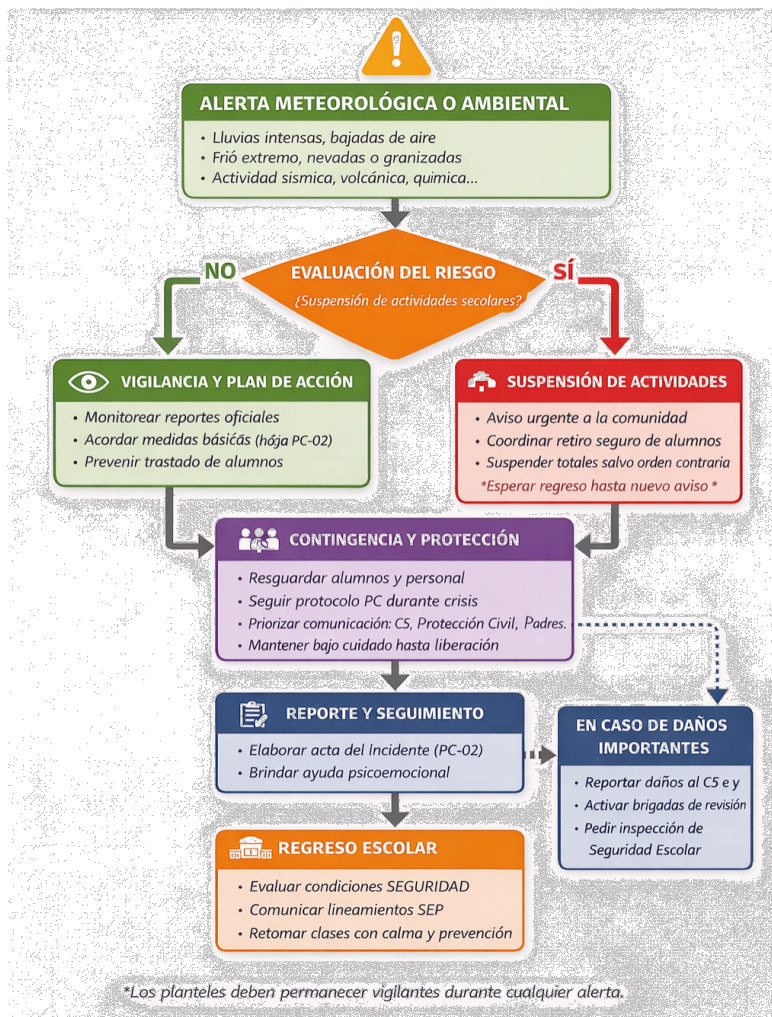 ALERTA METEOROLÓGICA O AMBIENTAL
• Lluvias intensas, bajadas de aire
• Frió extremo, nevadas o granizadas
• Actividad sismica, volcánica, quimica...
NO
EVALUACIÓN DEL RIESGO
SÍ
¿Suspensión de actividades secolares?
VIGILANCIA Y PLAN DE ACCIÓN
• Monitorear reportes oficiales
• Acordar medidas básićãs (hója PC-02)
• Prevenir trastado de alumnos
SUSPENSIÓN DE ACTIVIDADES
• Aviso urgente a la comunidad
• Coordinar retiro seguro de alumnos
• Suspender totales salvo orden contraria
*Esperar regreso hasta nuevo aviso *
CONTINGENCIA Y PROTECCIÓN
• Resguardar alumnos y personal
• Seguir protocolo PC durante crisis
• Priorizar comunicación: C5, Protección Civil, Padres.
• Mantener bajo cuidado hasta liberación
REPORTE Y SEGUIMIENTO
• Elaborar acta del Incidente (PC-02)
• Brindar ayuda psicoemocional
EN CASO DE DAÑOS
IMPORTANTES
• Reportar daños al C5 e y
• Activar brigadas de revisión
• Pedir inspección de
Seguridad Escolar
REGRESO ESCOLAR
• Evaluar condiciones SEGURIDAD
• Comunicar lineamientos SEP
• Retomar clases con calma y prevención
*Los planteles deben permanecer vigilantes durante cualquier alerta.